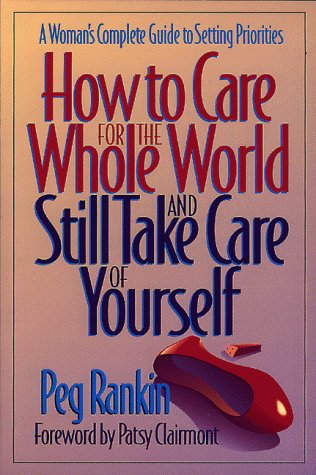 A Woman's Complete Guide to Setting Priorities
How to Care
FOR THE
Whole World
AND
Still Take Care
OF
Yourself
Peg Rankin
Foreword by Patsy Clairmont